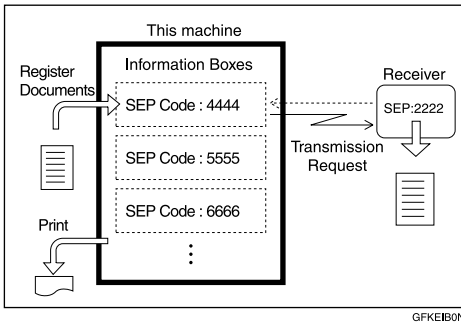 This machine
Information Boxes
Register
Documents
SEP Code : 4444
SEP Code : 5555
SEP Code : 6666
Print
Receiver
SEP:2222
Transmission
Request
GFKEIB0N